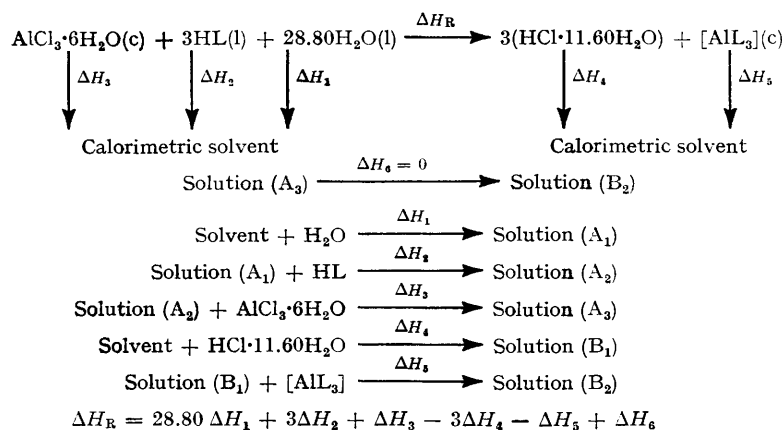 AlCl₃·6H₂O(c) + 3HL(l) + 28.80H₂O(l) ΔH_R → 3(HCl·11.60H₂O) + [AlL₃](c)
ΔH₃ ΔH₂ ΔH₁ ΔH₄ ΔH₅
Calorimetric solvent Calorimetric solvent
Solution (A₃) ΔH₆ = 0 → Solution (B₂)
Solvent + H₂O ΔH₁ → Solution (A₁)
Solution (A₁) + HL ΔH₂ → Solution (A₂)
Solution (A₂) + AlCl₃·6H₂O ΔH₃ → Solution (A₃)
Solvent + HCl·11.60H₂O ΔH₄ → Solution (B₁)
Solution (B₁) + [AlL₃] ΔH₅ → Solution (B₂)
ΔH_R = 28.80 ΔH₁ + 3ΔH₂ + ΔH₃ − 3ΔH₄ − ΔH₅ + ΔH₆